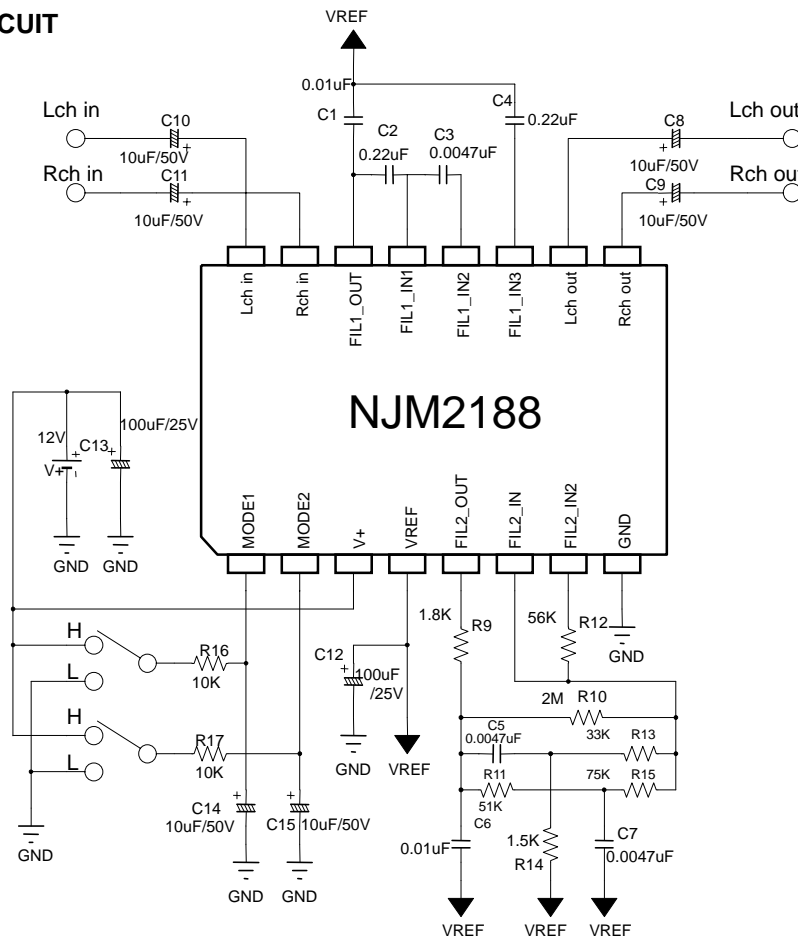 CUIT
VREF
0.01uF
C1
C2
0.22uF
C3
0.0047uF
C4
0.22uF
Lch in
C10
10uF/50V
+
Rch in
C11
+
10uF/50V
C8
Lch out
+
10uF/50V
C9
Rch ou
+
10uF/50V
Lch in
Rch in
FIL1_OUT
FIL1_IN1
FIL1_IN2
FIL1_IN3
Lch out
Rch out
NJM2188
100uF/25V
12V
+
C13
+
V+
-
GND
GND
MODE1
MODE2
V+
VREF
FIL2_OUT
FIL2_IN
FIL2_IN2
GND
H
L
R16
10K
H
L
R17
10K
GND
C12
+
100uF
/25V
GND
VREF
1.8K
R9
56K
R12
GND
2M
R10
33K
C5
0.0047uF
R13
R11
51K
75K
R15
C6
0.01uF
1.5K
R14
C7
0.0047uF
C14
+
10uF/50V
C15
+
10uF/50V
GND
GND
VREF
VREF
VREF